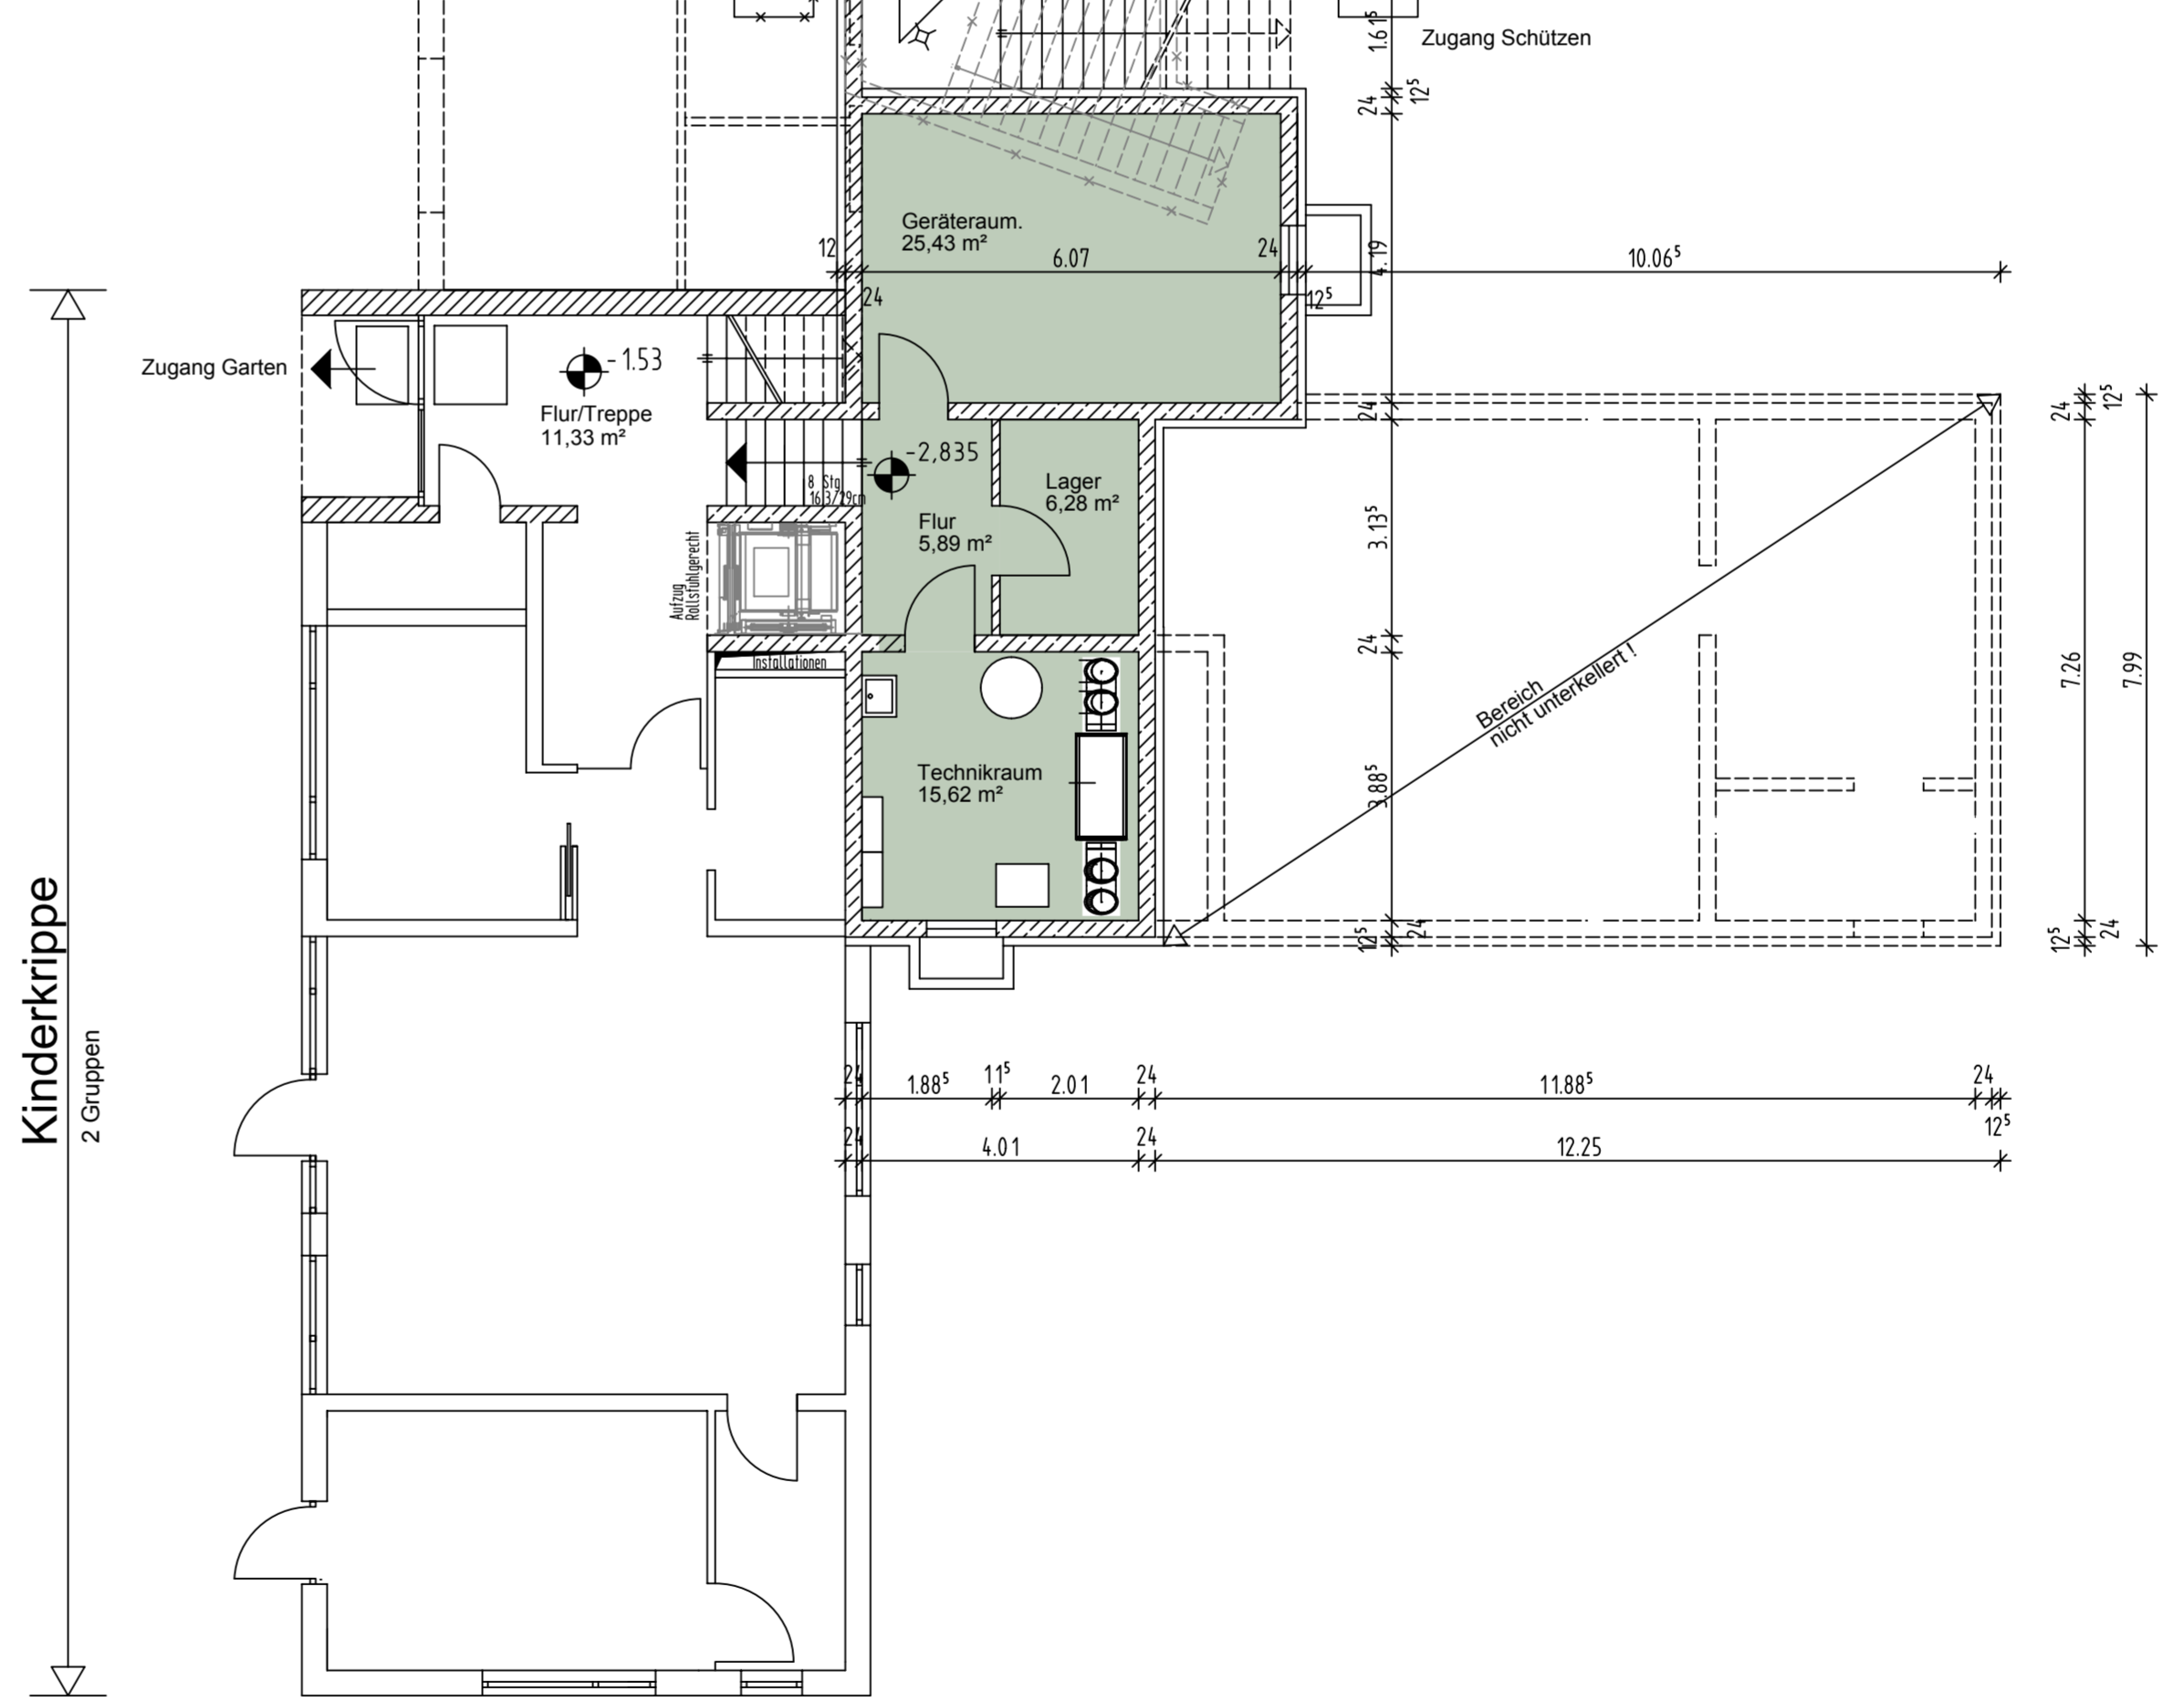 Zugang Schützen
1.61⁵
12⁵
24
Geräteraum.
25,43 m²
12
6.07
24
4.19
10.06⁵
24
12⁵
Zugang Garten
-1.53
Flur/Treppe
11,33 m²
24
12⁵
24
-2,835
8 Stg
16,3/29cm
Lager
6,28 m²
Flur
5,89 m²
3.13⁵
Aufzug
Rollstuhlgerecht
Installationen
24
Bereich
nicht unterkellert !
7.26
7.99
Technikraum
15,62 m²
3.88⁵
Kinderkrippe
2 Gruppen
12⁵
24
12⁵
24
24
1.88⁵
11⁵
2.01
24
11.88⁵
24
12⁵
24
4.01
24
12.25